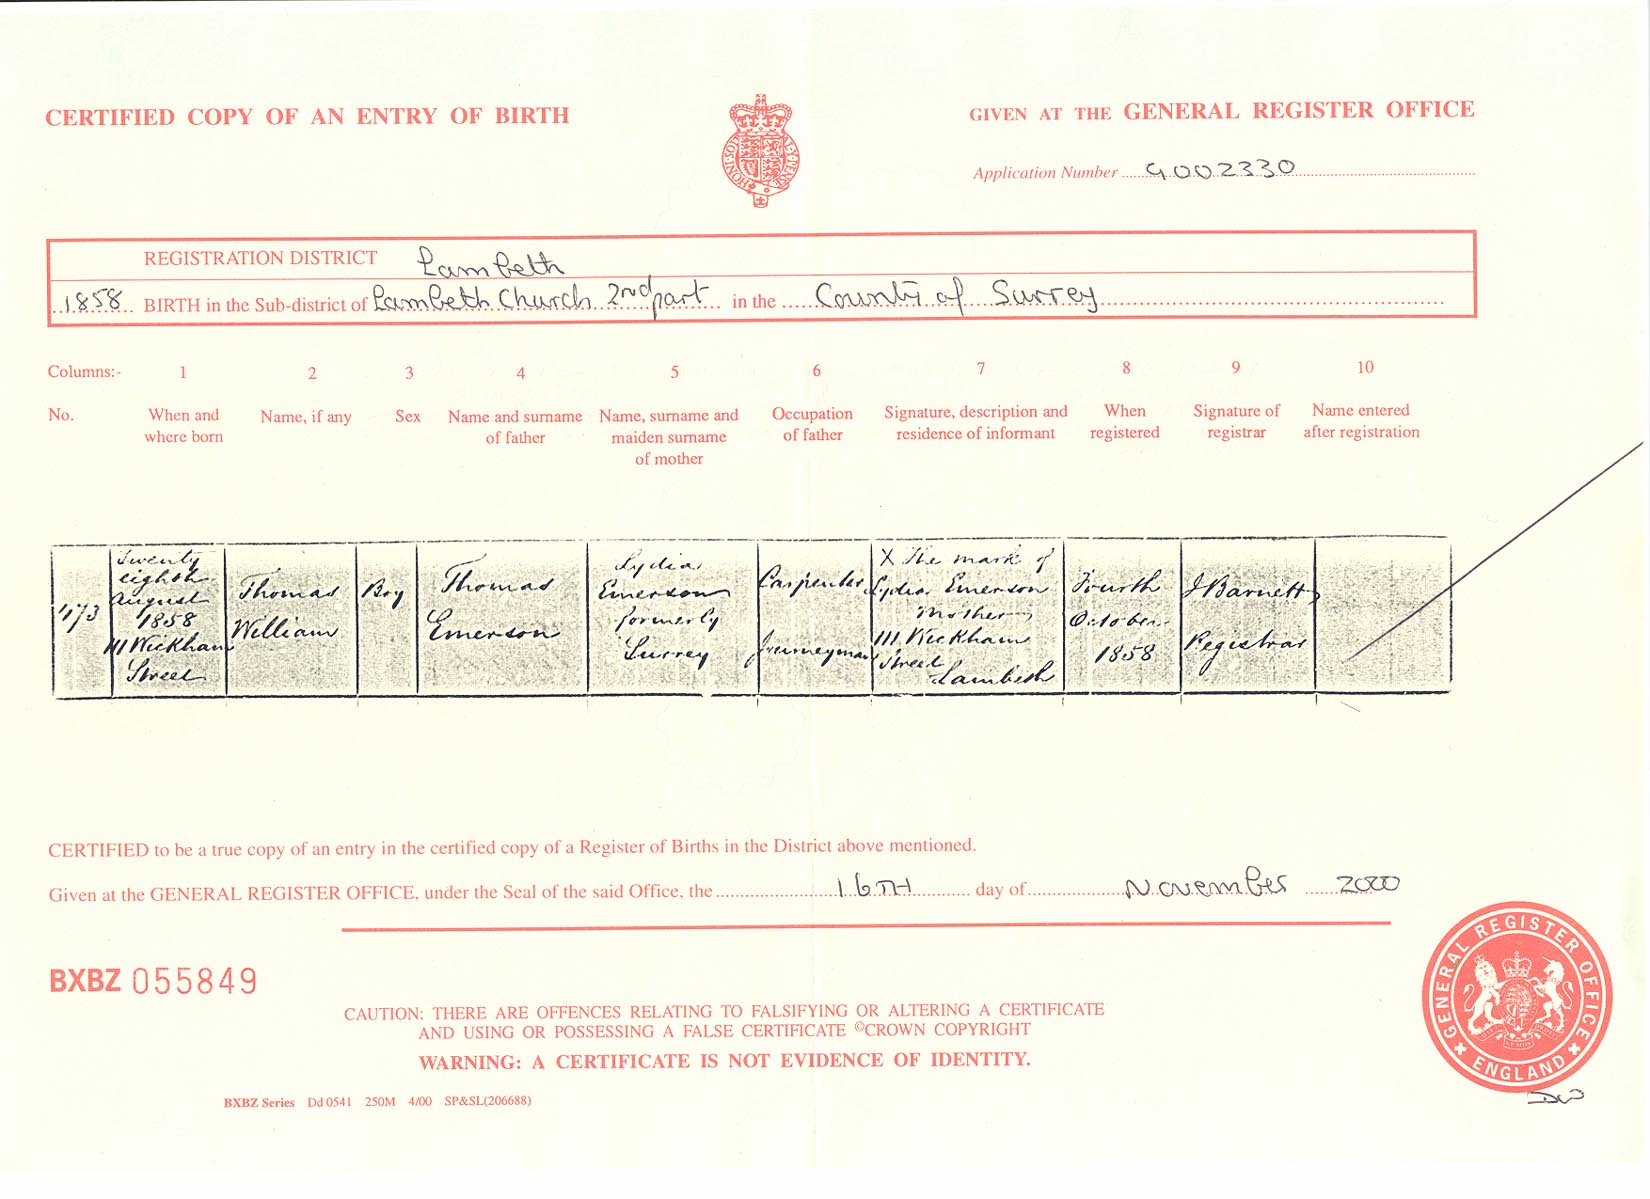 CERTIFIED COPY OF AN ENTRY OF BIRTH
GIVEN AT THE GENERAL REGISTER OFFICE
Application Number G002330
REGISTRATION DISTRICT Lambeth
1858 BIRTH in the Sub-district of Lambeth Church 2nd part in the County of Surrey
Columns:- 1 2 3 4 5 6 7 8 9 10
No.
When and
where born
Name, if any
Sex
Name and surname
of father
Name, surname and
maiden surname
of mother
Occupation
of father
Signature, description and
residence of informant
When
registered
Signature of
registrar
Name entered
after registration
473
Twenty
eighth
August
1858
111 Wickham
Street
Thomas
William
Boy
Thomas
Emerson
Lydia
Emerson
formerly
Surrey
Carpenter
Journeyman
X The mark of
Lydia Emerson
Mother
111 Wickham
Street
Lambeth
Fourth
October
1858
J Barnett
Registrar
CERTIFIED to be a true copy of an entry in the certified copy of a Register of Births in the District above mentioned.
Given at the GENERAL REGISTER OFFICE, under the Seal of the said Office, the 16TH day of November 2000
BXBZ 055849
CAUTION: THERE ARE OFFENCES RELATING TO FALSIFYING OR ALTERING A CERTIFICATE
AND USING OR POSSESSING A FALSE CERTIFICATE ©CROWN COPYRIGHT
WARNING: A CERTIFICATE IS NOT EVIDENCE OF IDENTITY.
BXBZ Series Dd 0541 250M 4/00 SP&SL(206688)
GENERAL REGISTER OFFICE
ENGLAND